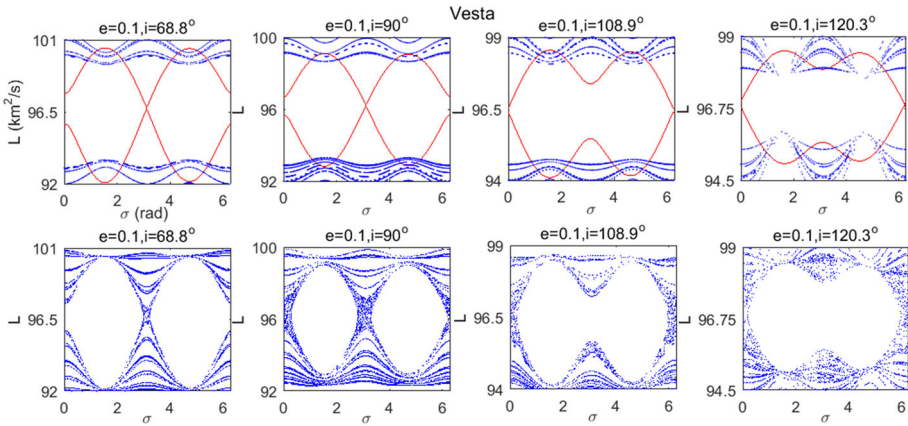 Vesta
e=0.1,i=68.8°
e=0.1,i=90°
e=0.1,i=108.9°
e=0.1,i=120.3°
L (km²/s)
101
96.5
92
0 2 4 6
σ (rad)
L
100
96
92
0 2 4 6
σ
L
99
96.5
94
0 2 4 6
σ
L
99
96.75
94.5
0 2 4 6
σ
e=0.1,i=68.8°
e=0.1,i=90°
e=0.1,i=108.9°
e=0.1,i=120.3°
L
101
96.5
92
0 2 4 6
σ
L
100
96
92
0 2 4 6
σ
L
99
96.5
94
0 2 4 6
σ
L
99
96.75
94.5
0 2 4 6
σ